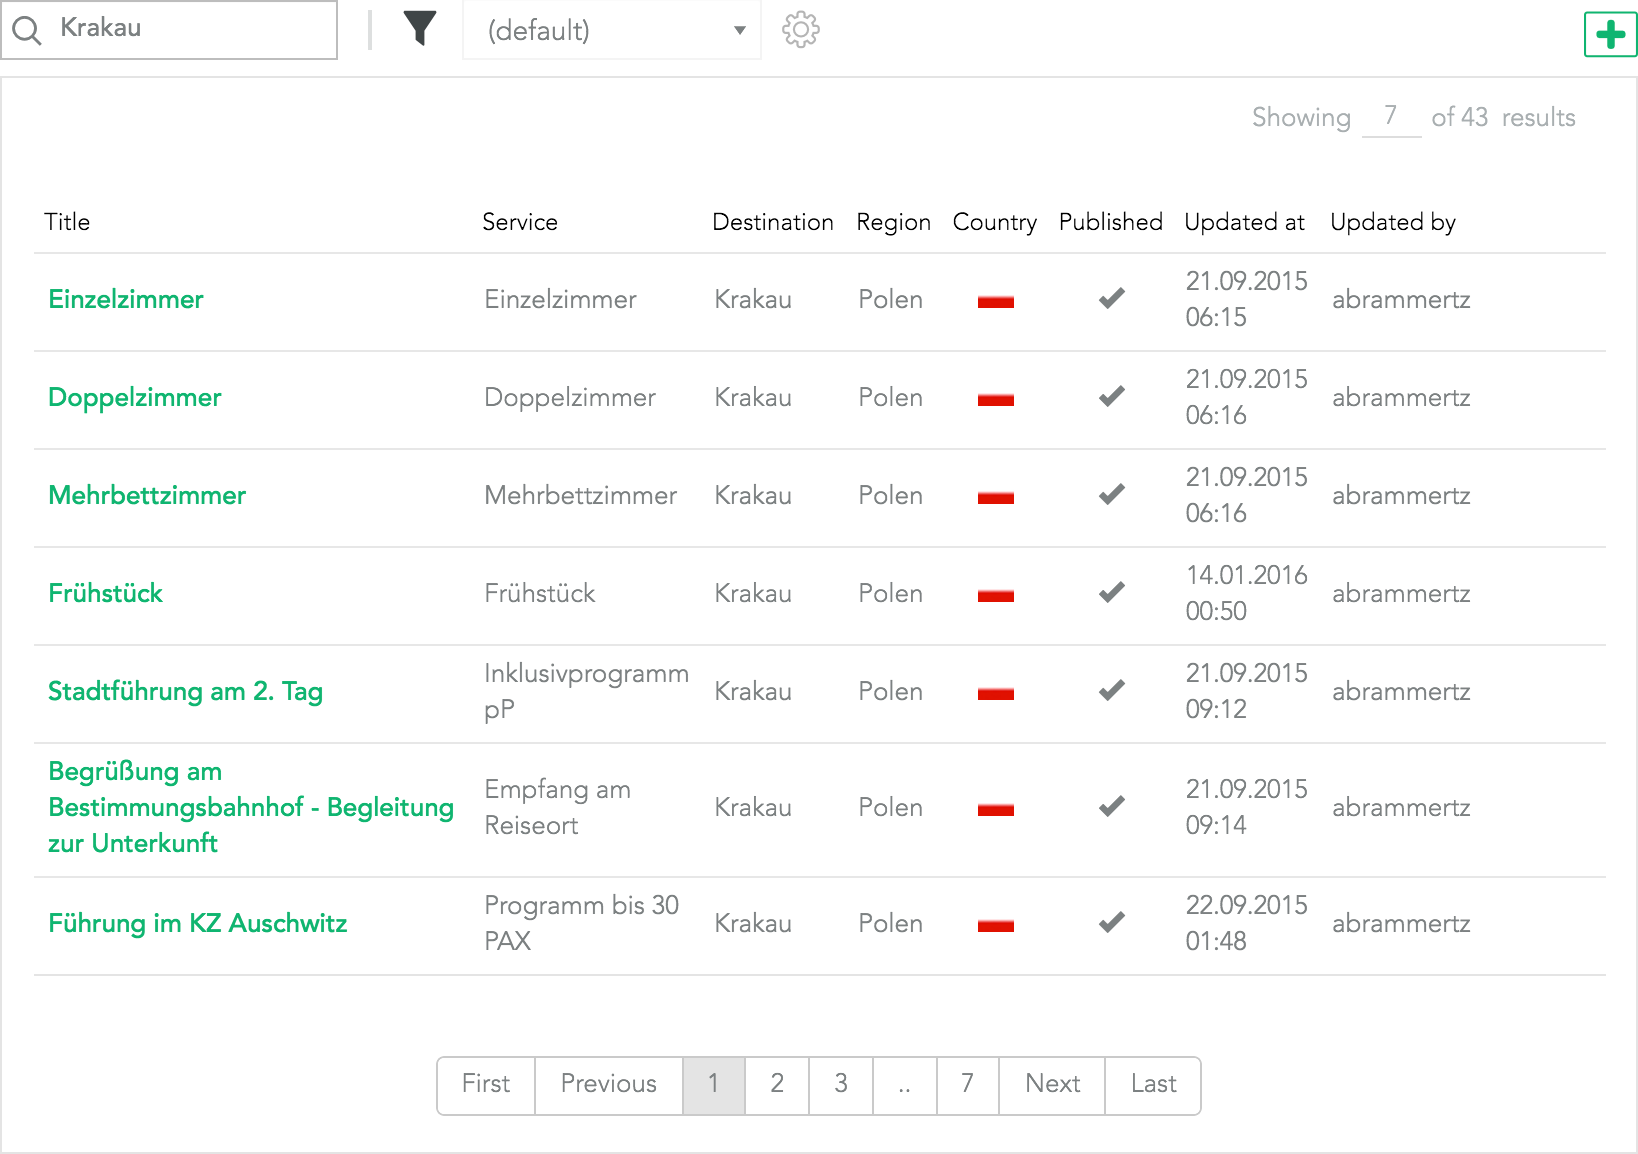 Krakau
(default)
Showing 7 of 43 results
Title Service Destination Region Country Published Updated at Updated by
Einzelzimmer Einzelzimmer Krakau Polen 21.09.2015 06:15 abrammertz
Doppelzimmer Doppelzimmer Krakau Polen 21.09.2015 06:16 abrammertz
Mehrbettzimmer Mehrbettzimmer Krakau Polen 21.09.2015 06:16 abrammertz
Frühstück Frühstück Krakau Polen 14.01.2016 00:50 abrammertz
Stadtführung am 2. Tag Inklusivprogramm pP Krakau Polen 21.09.2015 09:12 abrammertz
Begrüßung am Bestimmungsbahnhof - Begleitung zur Unterkunft Empfang am Reiseort Krakau Polen 21.09.2015 09:14 abrammertz
Führung im KZ Auschwitz Programm bis 30 PAX Krakau Polen 22.09.2015 01:48 abrammertz
First Previous 1 2 3 .. 7 Next Last